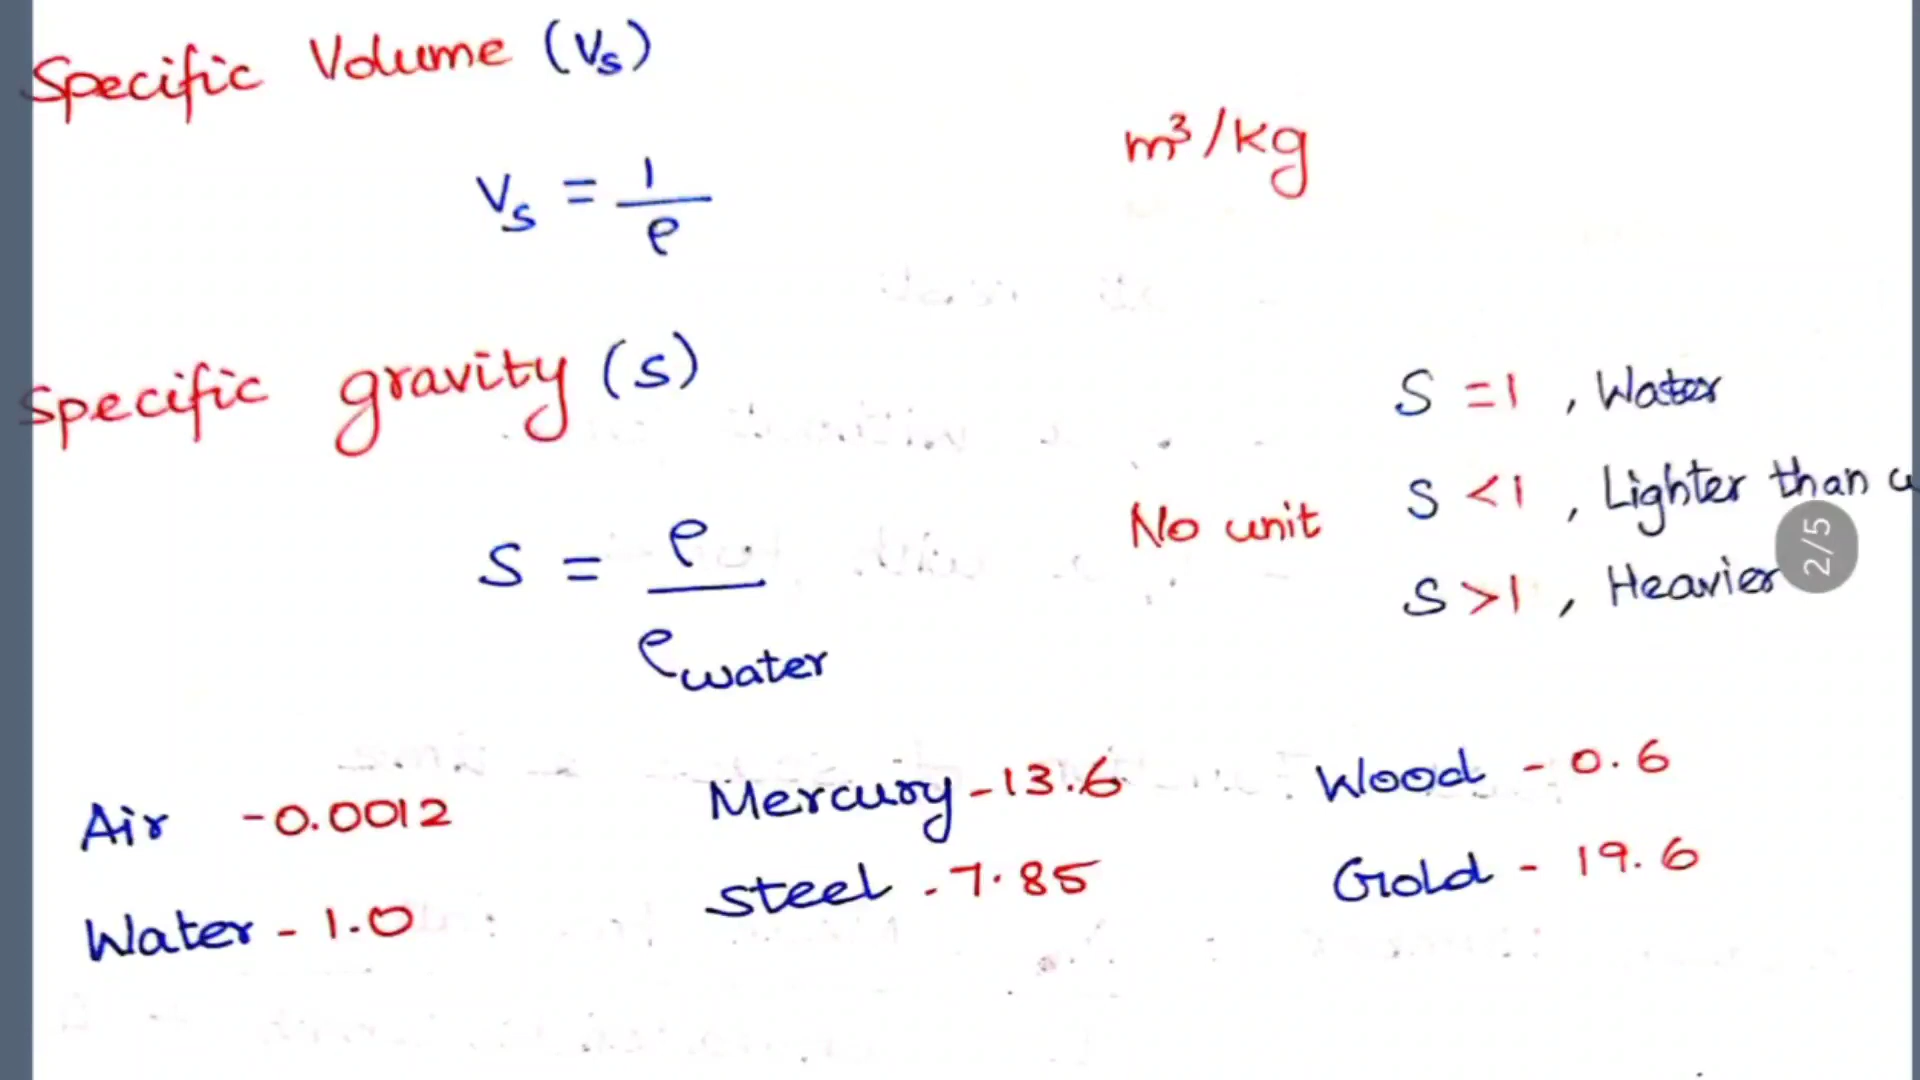 Specific Volume (Vs)
m³/kg
Vs = 1/ρ
Specific gravity (S)
S = 1 , Water
S < 1 , Lighter than
No unit
S = ρ/ρwater
S > 1 , Heavier
2/5
Air - 0.0012
Mercury - 13.6
Wood - 0.6
Water - 1.0
Steel - 7.85
Gold - 19.6